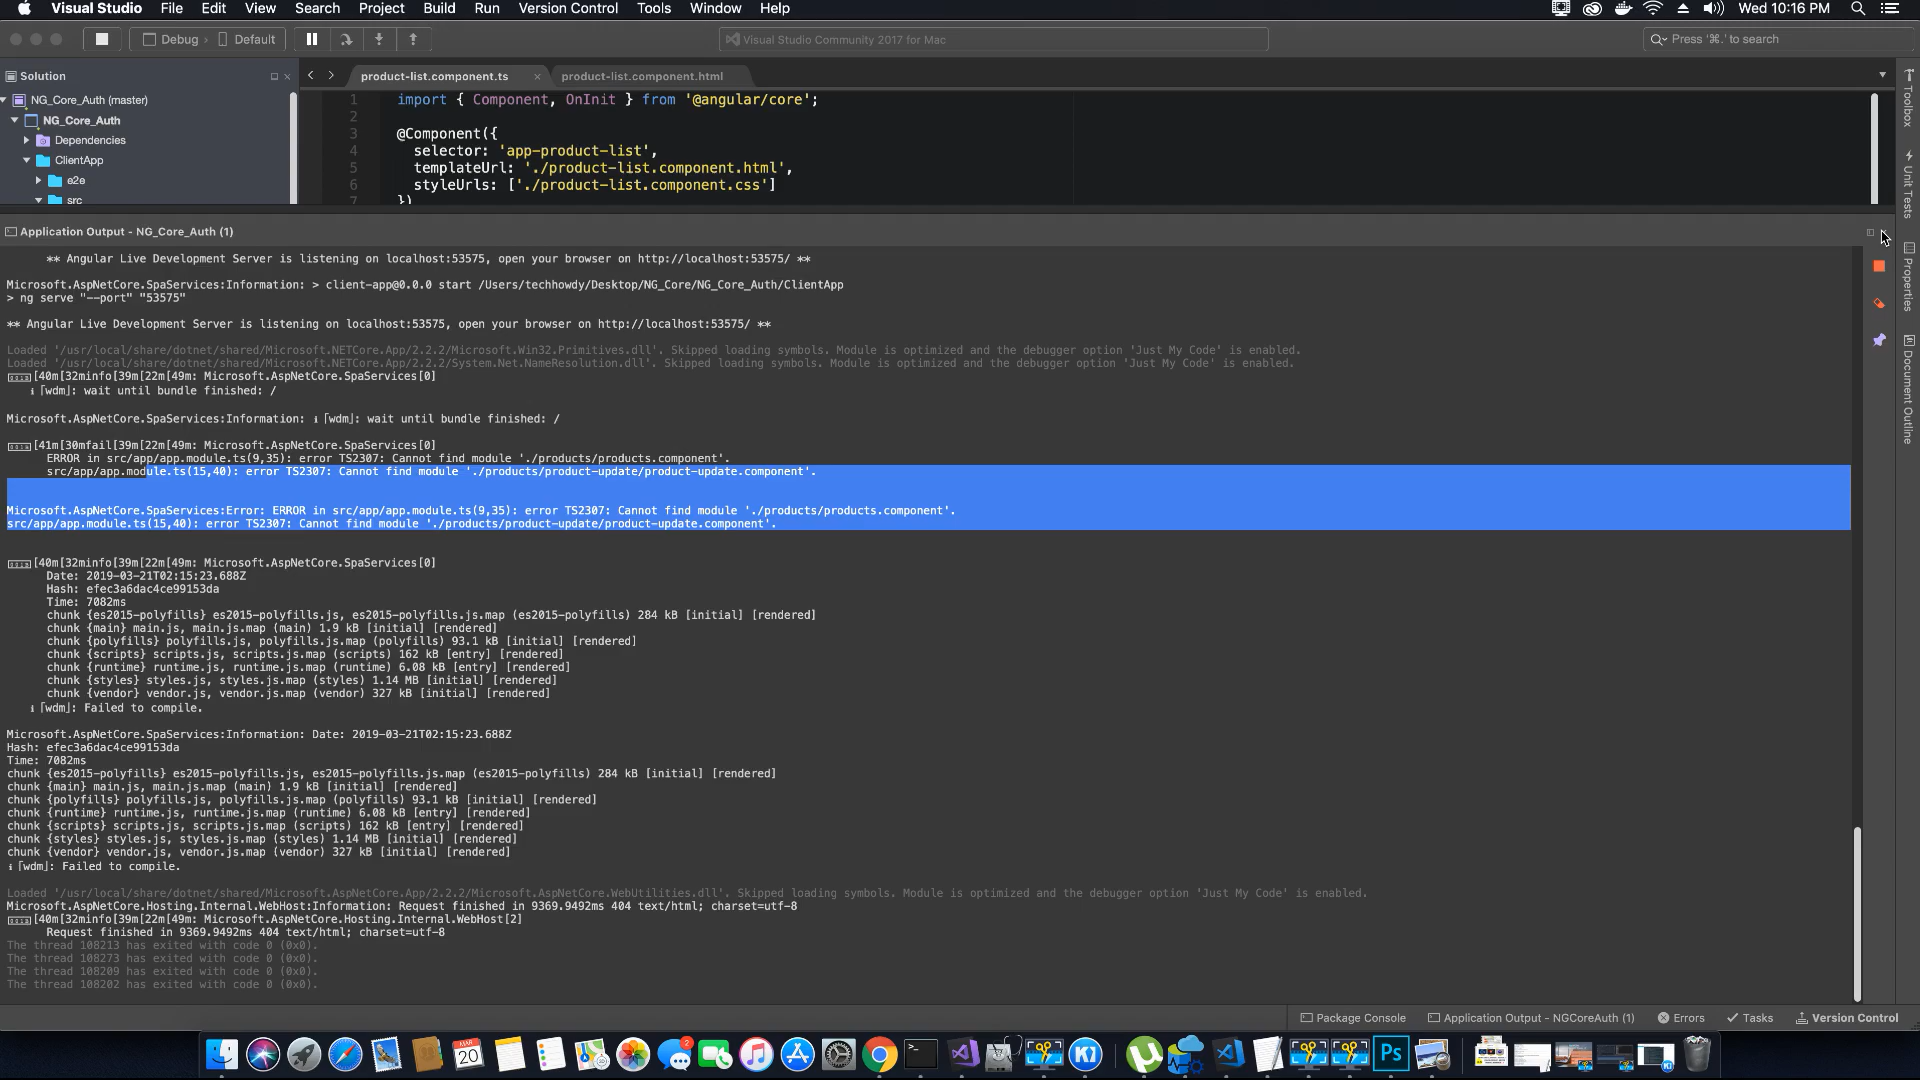 Visual Studio File Edit View Search Project Build Run Version Control Tools Window Help Wed 10:16 PM
Debug › Default Visual Studio Community 2017 for Mac Press '⌘.' to search
Solution product-list.component.ts × product-list.component.html
NG_Core_Auth (master)
NG_Core_Auth
Dependencies
ClientApp
e2e
src
1 import { Component, OnInit } from '@angular/core';
2
3 @Component({
4 selector: 'app-product-list',
5 templateUrl: './product-list.component.html',
6 styleUrls: ['./product-list.component.css']
7 })
Toolbox
Unit Tests
Properties
Document Outline
Application Output - NG_Core_Auth (1)
** Angular Live Development Server is listening on localhost:53575, open your browser on http://localhost:53575/ **
Microsoft.AspNetCore.SpaServices:Information: > client-app@0.0.0 start /Users/techhowdy/Desktop/NG_Core/NG_Core_Auth/ClientApp
> ng serve "--port" "53575"
** Angular Live Development Server is listening on localhost:53575, open your browser on http://localhost:53575/ **
Loaded '/usr/local/share/dotnet/shared/Microsoft.NETCore.App/2.2.2/Microsoft.Win32.Primitives.dll'. Skipped loading symbols. Module is optimized and the debugger option 'Just My Code' is enabled.
Loaded '/usr/local/share/dotnet/shared/Microsoft.NETCore.App/2.2.2/System.Net.NameResolution.dll'. Skipped loading symbols. Module is optimized and the debugger option 'Just My Code' is enabled.
[40m[32minfo[39m[22m[49m: Microsoft.AspNetCore.SpaServices[0]
ℹ ｢wdm｣: wait until bundle finished: /
Microsoft.AspNetCore.SpaServices:Information: ℹ ｢wdm｣: wait until bundle finished: /
[41m[30mfail[39m[22m[49m: Microsoft.AspNetCore.SpaServices[0]
ERROR in src/app/app.module.ts(9,35): error TS2307: Cannot find module './products/products.component'.
src/app/app.module.ts(15,40): error TS2307: Cannot find module './products/product-update/product-update.component'.
Microsoft.AspNetCore.SpaServices:Error: ERROR in src/app/app.module.ts(9,35): error TS2307: Cannot find module './products/products.component'.
src/app/app.module.ts(15,40): error TS2307: Cannot find module './products/product-update/product-update.component'.
[40m[32minfo[39m[22m[49m: Microsoft.AspNetCore.SpaServices[0]
Date: 2019-03-21T02:15:23.688Z
Hash: efec3a6dac4ce99153da
Time: 7082ms
chunk {es2015-polyfills} es2015-polyfills.js, es2015-polyfills.js.map (es2015-polyfills) 284 kB [initial] [rendered]
chunk {main} main.js, main.js.map (main) 1.9 kB [initial] [rendered]
chunk {polyfills} polyfills.js, polyfills.js.map (polyfills) 93.1 kB [initial] [rendered]
chunk {scripts} scripts.js, scripts.js.map (scripts) 162 kB [entry] [rendered]
chunk {runtime} runtime.js, runtime.js.map (runtime) 6.08 kB [entry] [rendered]
chunk {styles} styles.js, styles.js.map (styles) 1.14 MB [initial] [rendered]
chunk {vendor} vendor.js, vendor.js.map (vendor) 327 kB [initial] [rendered]
ℹ ｢wdm｣: Failed to compile.
Microsoft.AspNetCore.SpaServices:Information: Date: 2019-03-21T02:15:23.688Z
Hash: efec3a6dac4ce99153da
Time: 7082ms
chunk {es2015-polyfills} es2015-polyfills.js, es2015-polyfills.js.map (es2015-polyfills) 284 kB [initial] [rendered]
chunk {main} main.js, main.js.map (main) 1.9 kB [initial] [rendered]
chunk {polyfills} polyfills.js, polyfills.js.map (polyfills) 93.1 kB [initial] [rendered]
chunk {runtime} runtime.js, runtime.js.map (runtime) 6.08 kB [entry] [rendered]
chunk {scripts} scripts.js, scripts.js.map (scripts) 162 kB [entry] [rendered]
chunk {styles} styles.js, styles.js.map (styles) 1.14 MB [initial] [rendered]
chunk {vendor} vendor.js, vendor.js.map (vendor) 327 kB [initial] [rendered]
ℹ ｢wdm｣: Failed to compile.
Loaded '/usr/local/share/dotnet/shared/Microsoft.AspNetCore.App/2.2.2/Microsoft.AspNetCore.WebUtilities.dll'. Skipped loading symbols. Module is optimized and the debugger option 'Just My Code' is enabled.
Microsoft.AspNetCore.Hosting.Internal.WebHost:Information: Request finished in 9369.9492ms 404 text/html; charset=utf-8
[40m[32minfo[39m[22m[49m: Microsoft.AspNetCore.Hosting.Internal.WebHost[2]
Request finished in 9369.9492ms 404 text/html; charset=utf-8
The thread 108213 has exited with code 0 (0x0).
The thread 108273 has exited with code 0 (0x0).
The thread 108209 has exited with code 0 (0x0).
The thread 108202 has exited with code 0 (0x0).
Package Console Application Output - NGCoreAuth (1) Errors Tasks Version Control
MAR
20
2
Ps